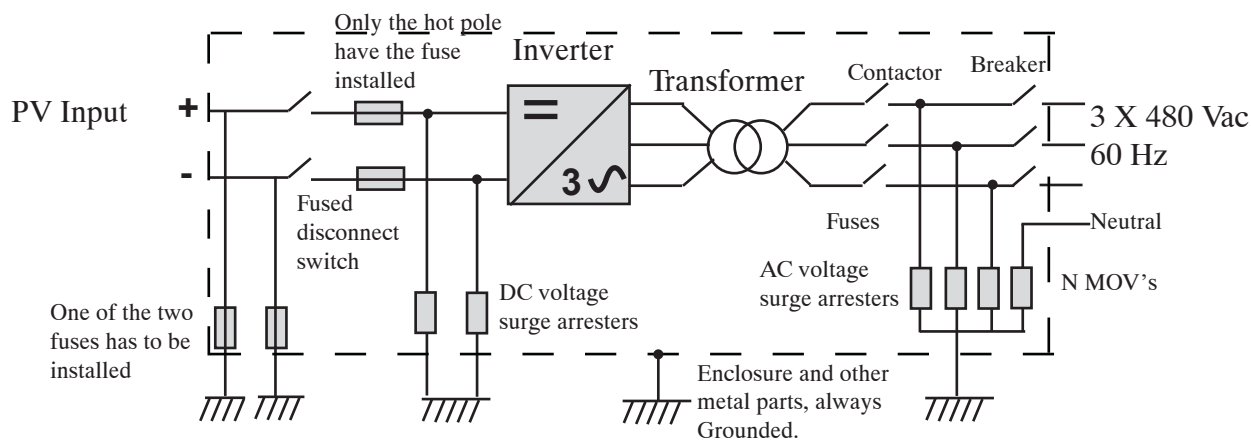 Only the hot pole
have the fuse
installed
Inverter
Transformer
Contactor
Breaker
PV Input
+
-
3
3 X 480 Vac
60 Hz
Fused
disconnect
switch
Fuses
Neutral
AC voltage
surge arresters
N MOV's
DC voltage
surge arresters
One of the two
fuses has to be
installed
Enclosure and other
metal parts, always
Grounded.